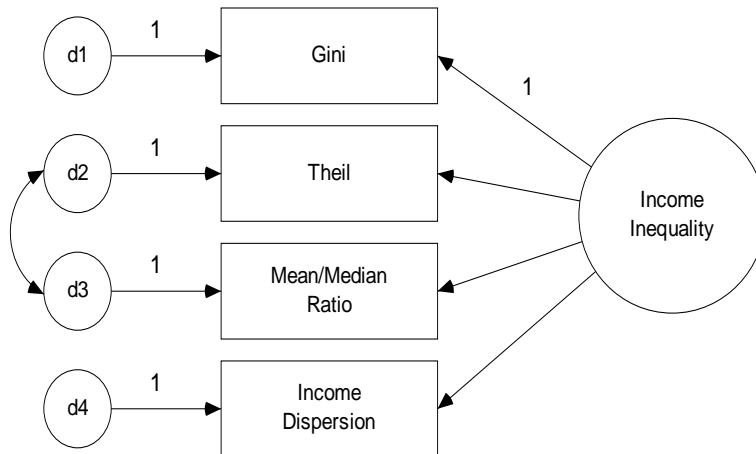 d1
1
Gini
1
d2
1
Theil
Income
Inequality
d3
1
Mean/Median
Ratio
d4
1
Income
Dispersion